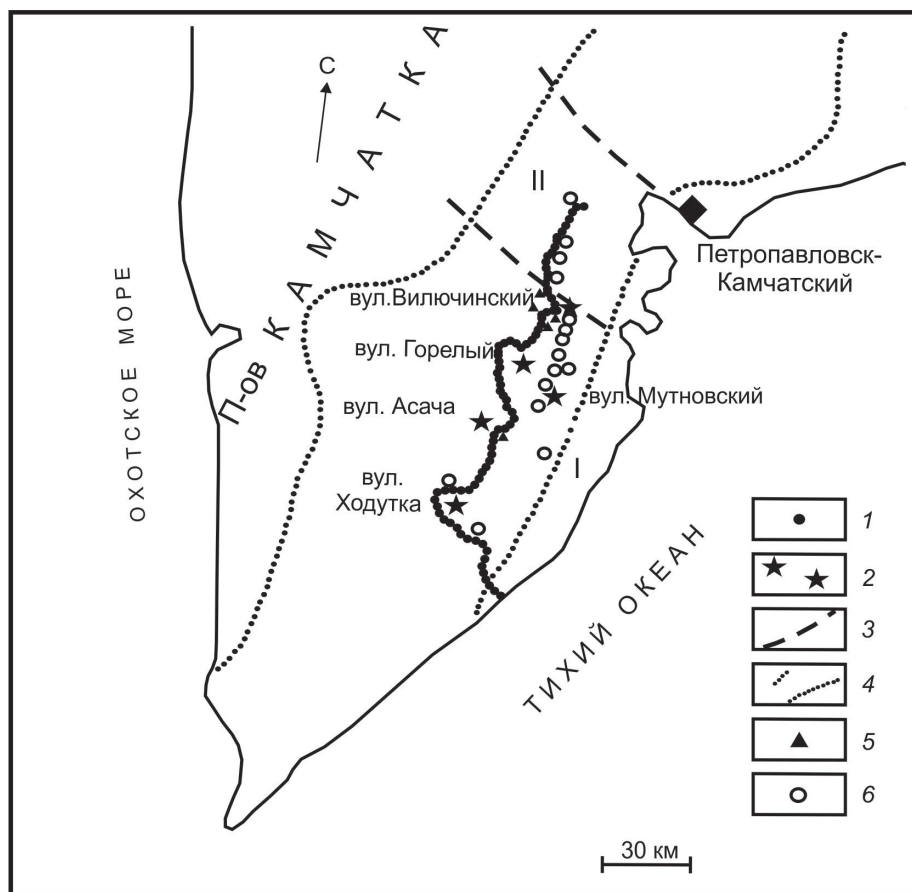 С
П-ов КАМЧАТКА
II
Петропавловск-
Камчатский
вул.Вилючинский
вул. Горелый
вул. Мутновский
вул. Асача
ОХОТСКОЕ МОРЕ
I
вул.
Ходутка
ТИХИЙ ОКЕАН
1
2
3
4
5
6
30 км